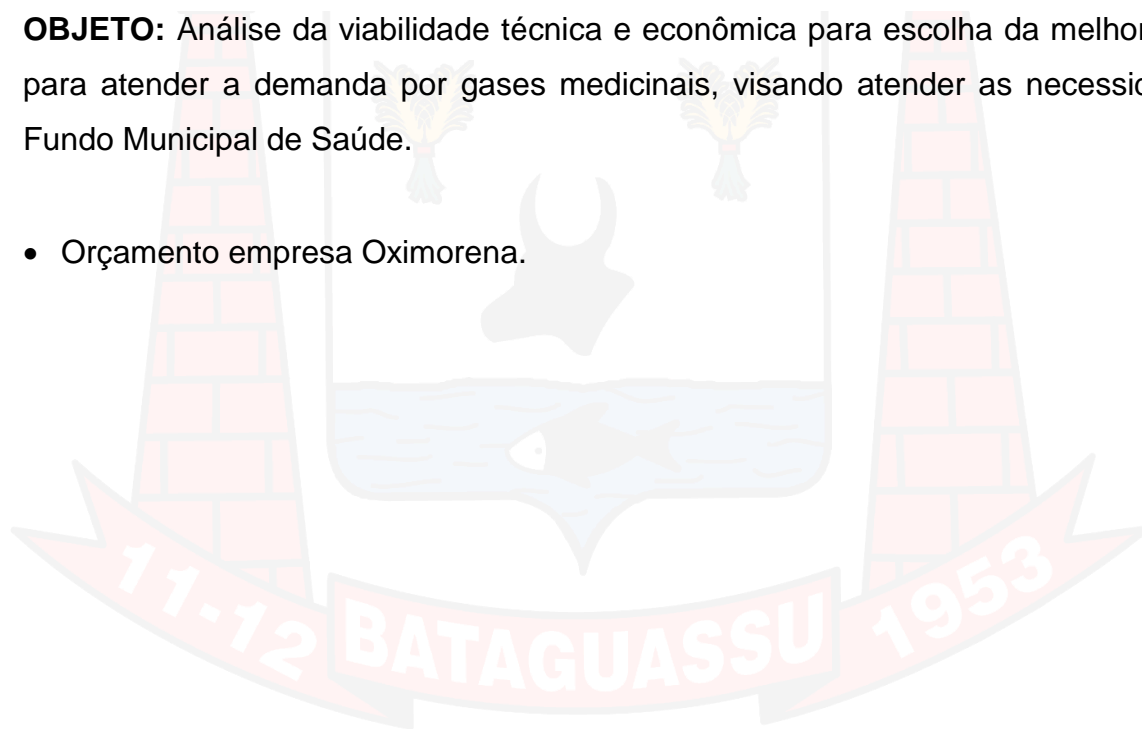 OBJETO: Análise da viabilidade técnica e econômica para escolha da melhor
para atender a demanda por gases medicinais, visando atender as
Fundo Municipal de Saúde.
• Orçamento empresa Oximorena.
11-12 BATAGUASSU 1953